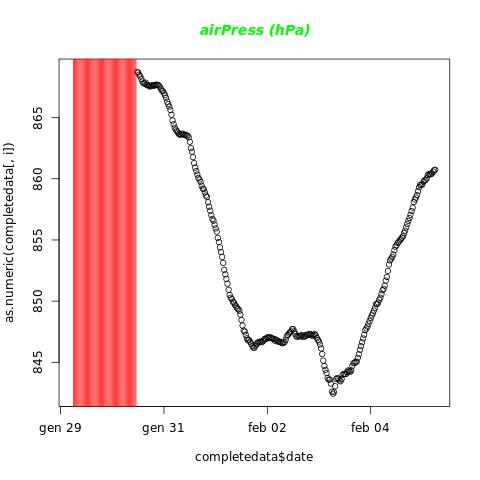 airPress (hPa)
as.numeric(completedata[, i])
865
860
855
850
845
gen 29 gen 31 feb 02 feb 04
completedata$date